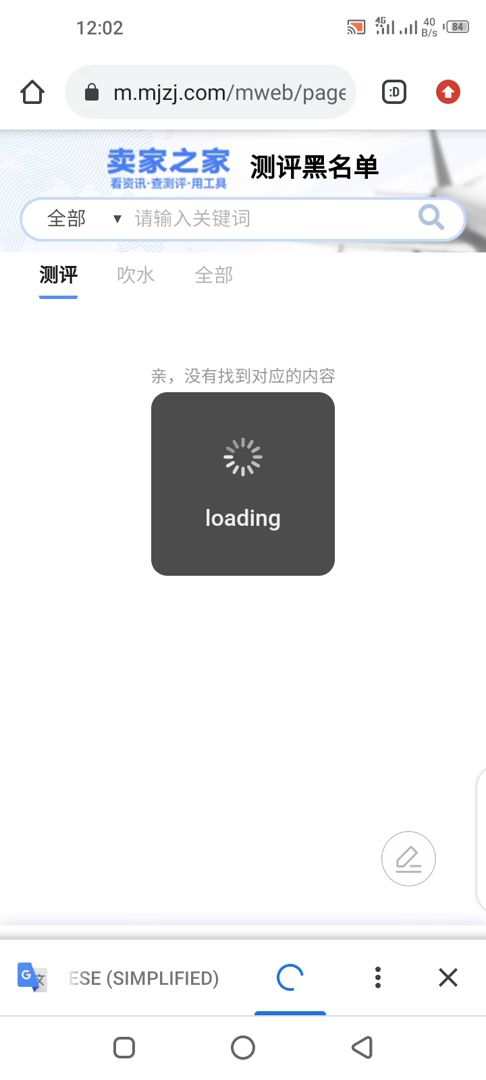 12:02
4G
40
B/s
84
m.mjzj.com/mweb/page
:D
卖家之家
看资讯·查测评·用工具
测评黑名单
全部 ▼ 请输入关键词
测评 吹水 全部
亲，没有找到对应的内容
loading
G 文 ESE (SIMPLIFIED)